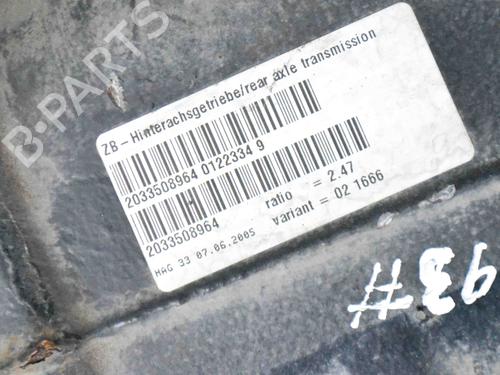 B-PARTS
ZB - Hinterachsgetriebe/rear axle transmission
2033508964 0122334 9
2033508964
ratio = 2.47
variant = 02 1666
HAG 33 07.06.2005
93#